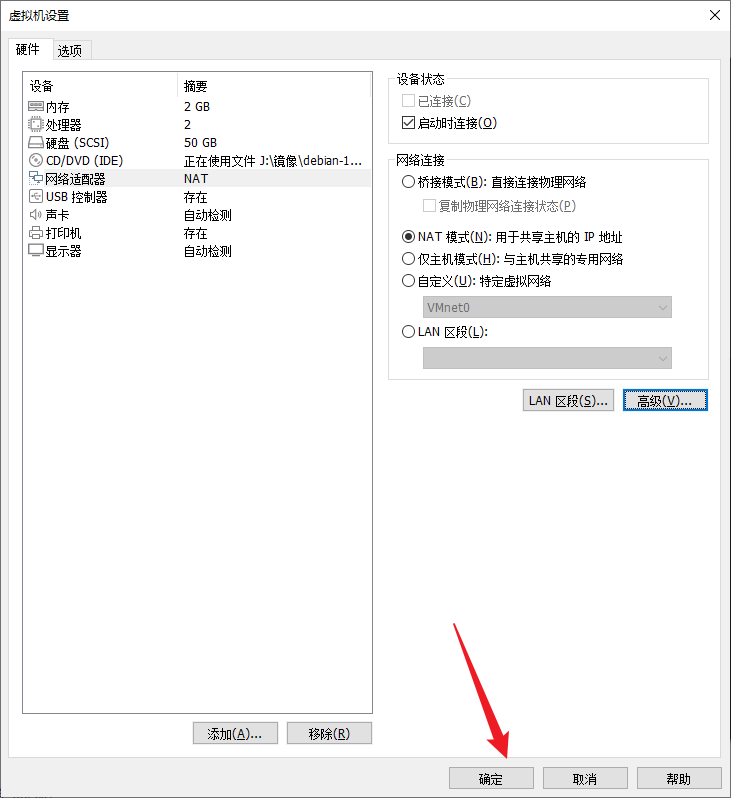 虚拟机设置
硬件 选项
设备 摘要
内存 2 GB
处理器 2
硬盘 (SCSI) 50 GB
CD/DVD (IDE) 正在使用文件 J:\镜像\debian-1...
网络适配器 NAT
USB 控制器 存在
声卡 自动检测
打印机 存在
显示器 自动检测
添加(A)... 移除(R)
设备状态
已连接(C)
启动时连接(O)
网络连接
桥接模式(B): 直接连接物理网络
复制物理网络连接状态(P)
NAT 模式(N): 用于共享主机的 IP 地址
仅主机模式(H): 与主机共享的专用网络
自定义(U): 特定虚拟网络
VMnet0
LAN 区段(L):
LAN 区段(S)... 高级(V)...
确定 取消 帮助